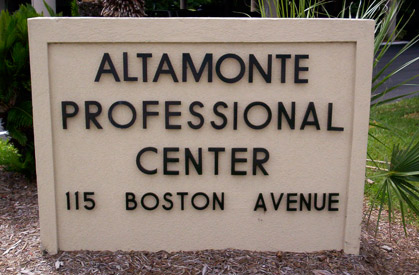 ALTAMONTE
PROFESSIONAL
CENTER
115 BOSTON AVENUE